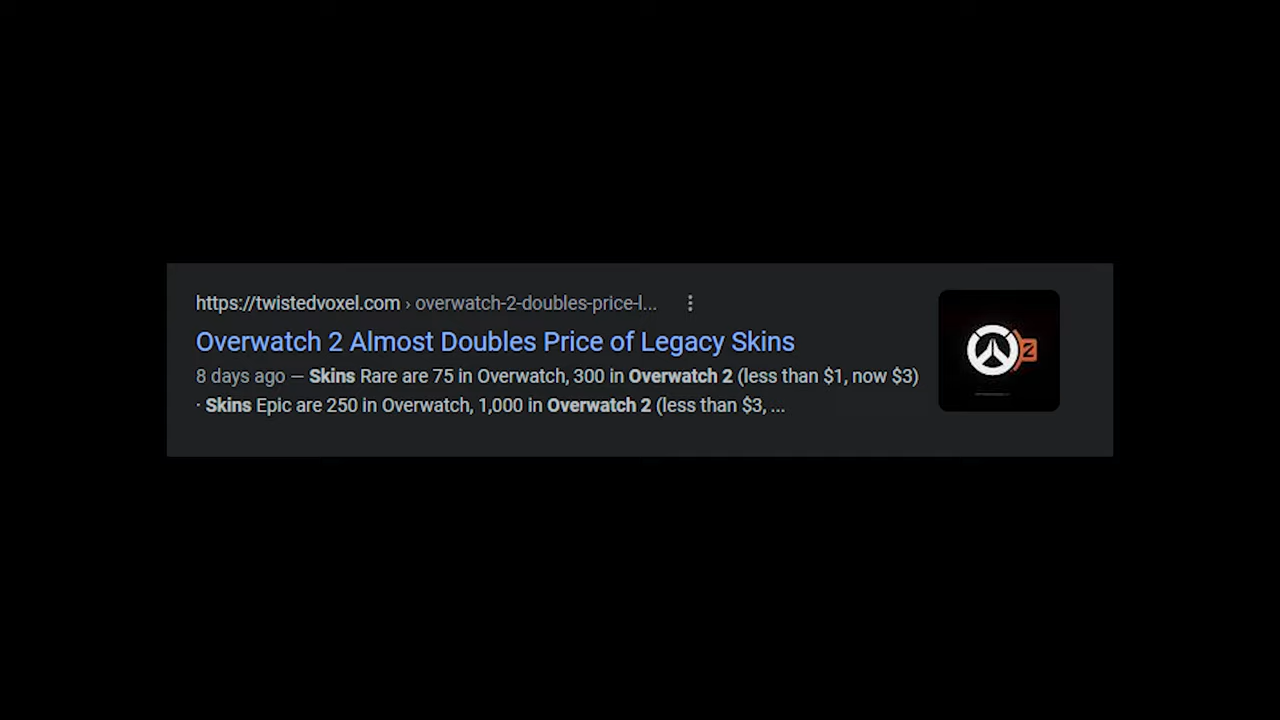 https://twistedvoxel.com › overwatch-2-doubles-price-l...
Overwatch 2 Almost Doubles Price of Legacy Skins
8 days ago — Skins Rare are 75 in Overwatch, 300 in Overwatch 2 (less than $1, now $3)
· Skins Epic are 250 in Overwatch, 1,000 in Overwatch 2 (less than $3, ...
2